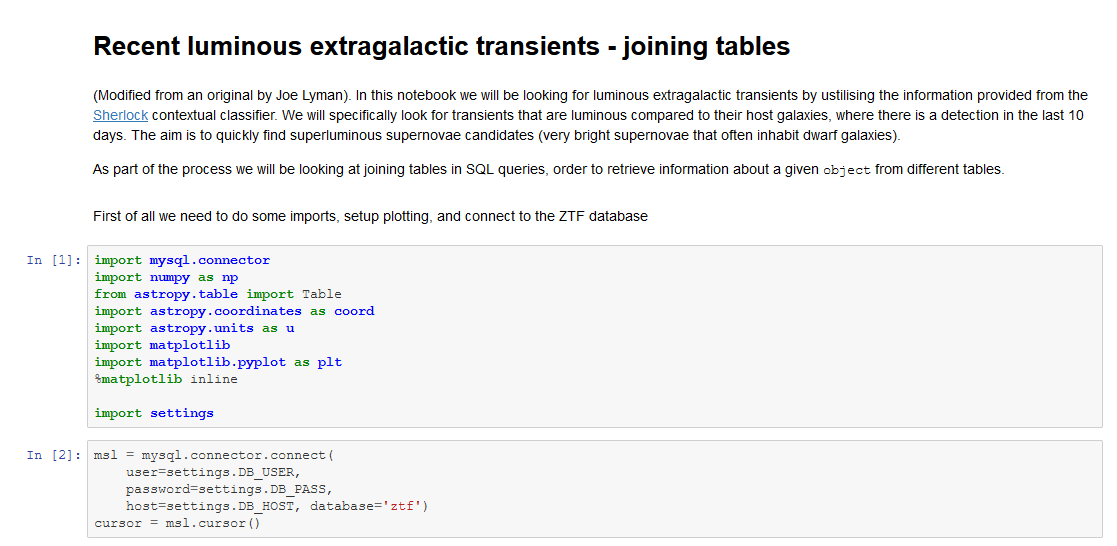 Recent luminous extragalactic transients - joining tables
(Modified from an original by Joe Lyman). In this notebook we will be looking for luminous extragalactic transients by ustilising the information provided from the
Sherlock contextual classifier. We will specifically look for transients that are luminous compared to their host galaxies, where there is a detection in the last 10
days. The aim is to quickly find superluminous supernovae candidates (very bright supernovae that often inhabit dwarf galaxies).
As part of the process we will be looking at joining tables in SQL queries, order to retrieve information about a given object from different tables.
First of all we need to do some imports, setup plotting, and connect to the ZTF database
In [1]: import mysql.connector
import numpy as np
from astropy.table import Table
import astropy.coordinates as coord
import astropy.units as u
import matplotlib
import matplotlib.pyplot as plt
%matplotlib inline
import settings
In [2]: msl = mysql.connector.connect(
    user=settings.DB_USER,
    password=settings.DB_PASS,
    host=settings.DB_HOST, database='ztf')
cursor = msl.cursor()